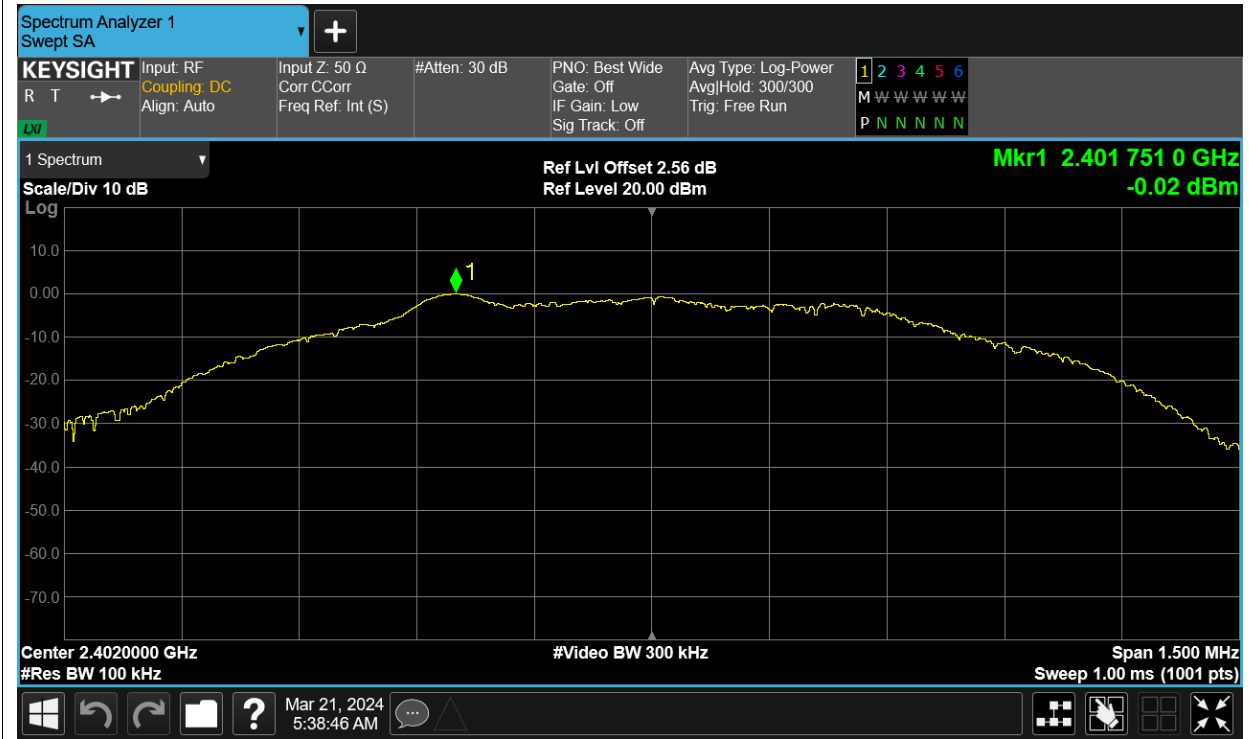 Spectrum Analyzer 1
Swept SA
+
KEYSIGHT
R T
LXI
Input: RF
Coupling: DC
Align: Auto
Input Z: 50 Ω
Corr CCorr
Freq Ref: Int (S)
#Atten: 30 dB
PNO: Best Wide
Gate: Off
IF Gain: Low
Sig Track: Off
Avg Type: Log-Power
Avg|Hold: 300/300
Trig: Free Run
1 2 3 4 5 6
M W W W W W
P N N N N N
1 Spectrum
Scale/Div 10 dB
Log
Ref Lvl Offset 2.56 dB
Ref Level 20.00 dBm
Mkr1 2.401 751 0 GHz
-0.02 dBm
10.0
1
0.00
-10.0
-20.0
-30.0
-40.0
-50.0
-60.0
-70.0
Center 2.4020000 GHz
#Video BW 300 kHz
Span 1.500 MHz
#Res BW 100 kHz
Sweep 1.00 ms (1001 pts)
?
Mar 21, 2024
5:38:46 AM